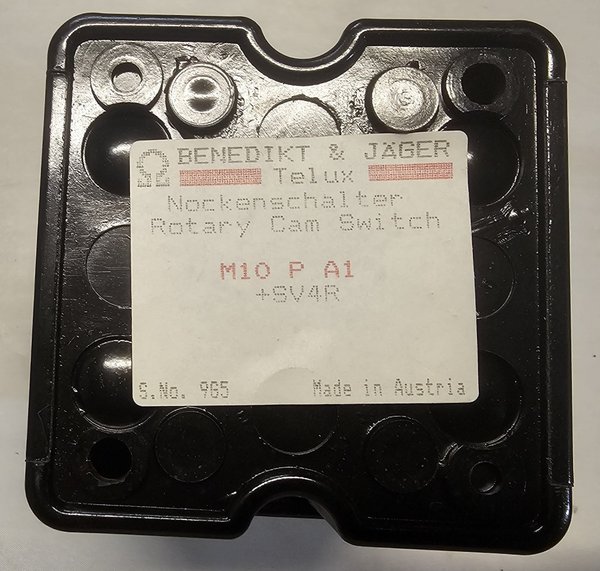 BENEDIKT & JÄGER
Telux
Nockenschalter
Rotary Cam Switch
M10 P A1
+SV4R
S.No. 965 Made in Austria